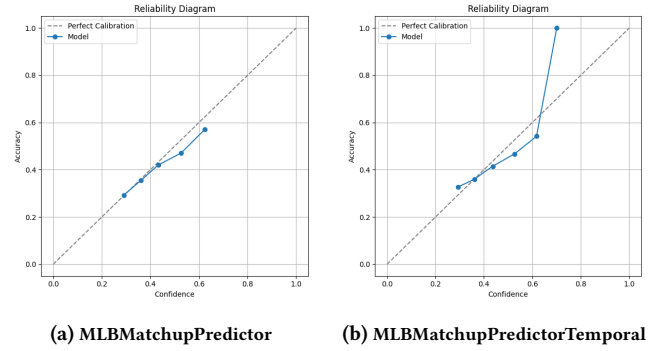 Reliability Diagram
Perfect Calibration
Model
1.0
0.8
0.6
0.4
0.2
0.0
Accuracy
0.0 0.2 0.4 0.6 0.8 1.0
Confidence
(a) MLBMatchupPredictor
Reliability Diagram
Perfect Calibration
Model
1.0
0.8
0.6
0.4
0.2
0.0
Accuracy
0.0 0.2 0.4 0.6 0.8 1.0
Confidence
(b) MLBMatchupPredictorTemporal